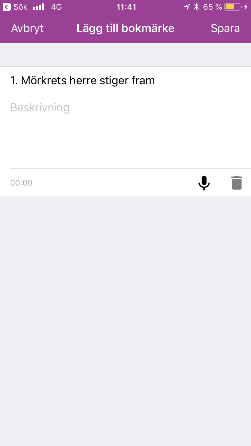 Sök 4G 11:41 65 %
Avbryt Lägg till bokmärke Spara
1. Mörkrets herre stiger fram
Beskrivning
00:00